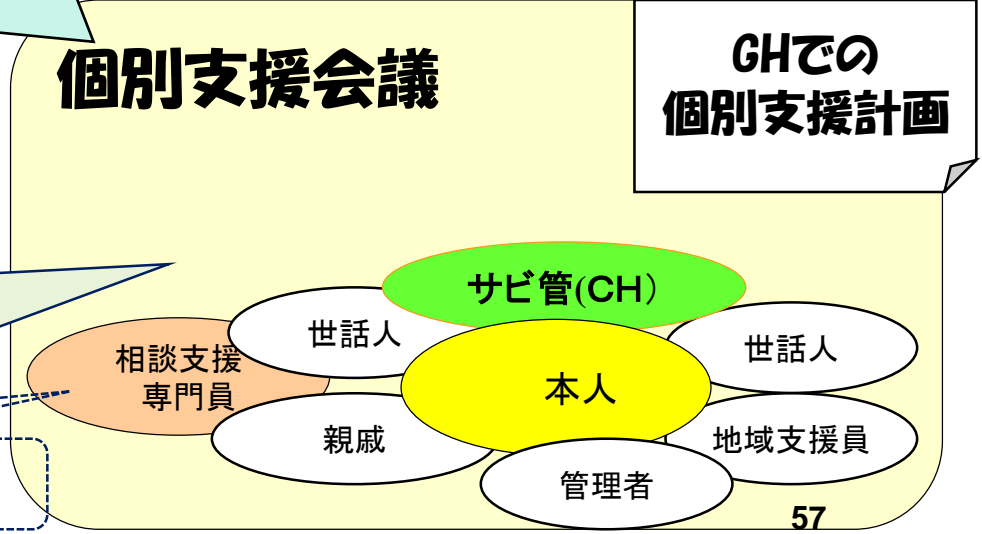 個別支援会議
GHでの
個別支援計画
サビ管(CH）
世話人
世話人
相談支援
専門員
本人
親戚
地域支援員
管理者
57